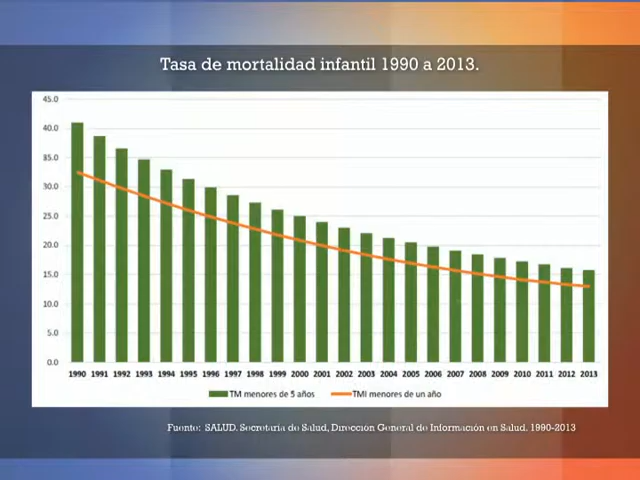 Tasa de mortalidad infantil 1990 a 2013.
45.0
40.0
35.0
30.0
25.0
20.0
15.0
10.0
5.0
0.0
1990 1991 1992 1993 1994 1995 1996 1997 1998 1999 2000 2001 2002 2003 2004 2005 2006 2007 2008 2009 2010 2011 2012 2013
TM menores de 5 años TMI menores de un año
Fuente: SALUD. Secretaría de Salud, Dirección General de Información en Salud. 1990-2013